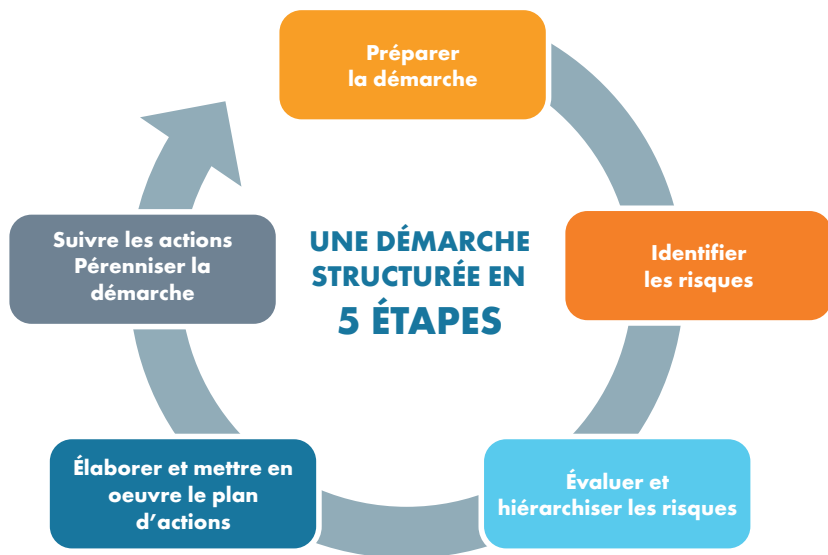 Préparer
la démarche
UNE DÉMARCHE
STRUCTURÉE EN
5 ÉTAPES
Identifier
les risques
Évaluer et
hiérarchiser les risques
Élaborer et mettre en
oeuvre le plan
d’actions
Suivre les actions
Pérenniser la
démarche